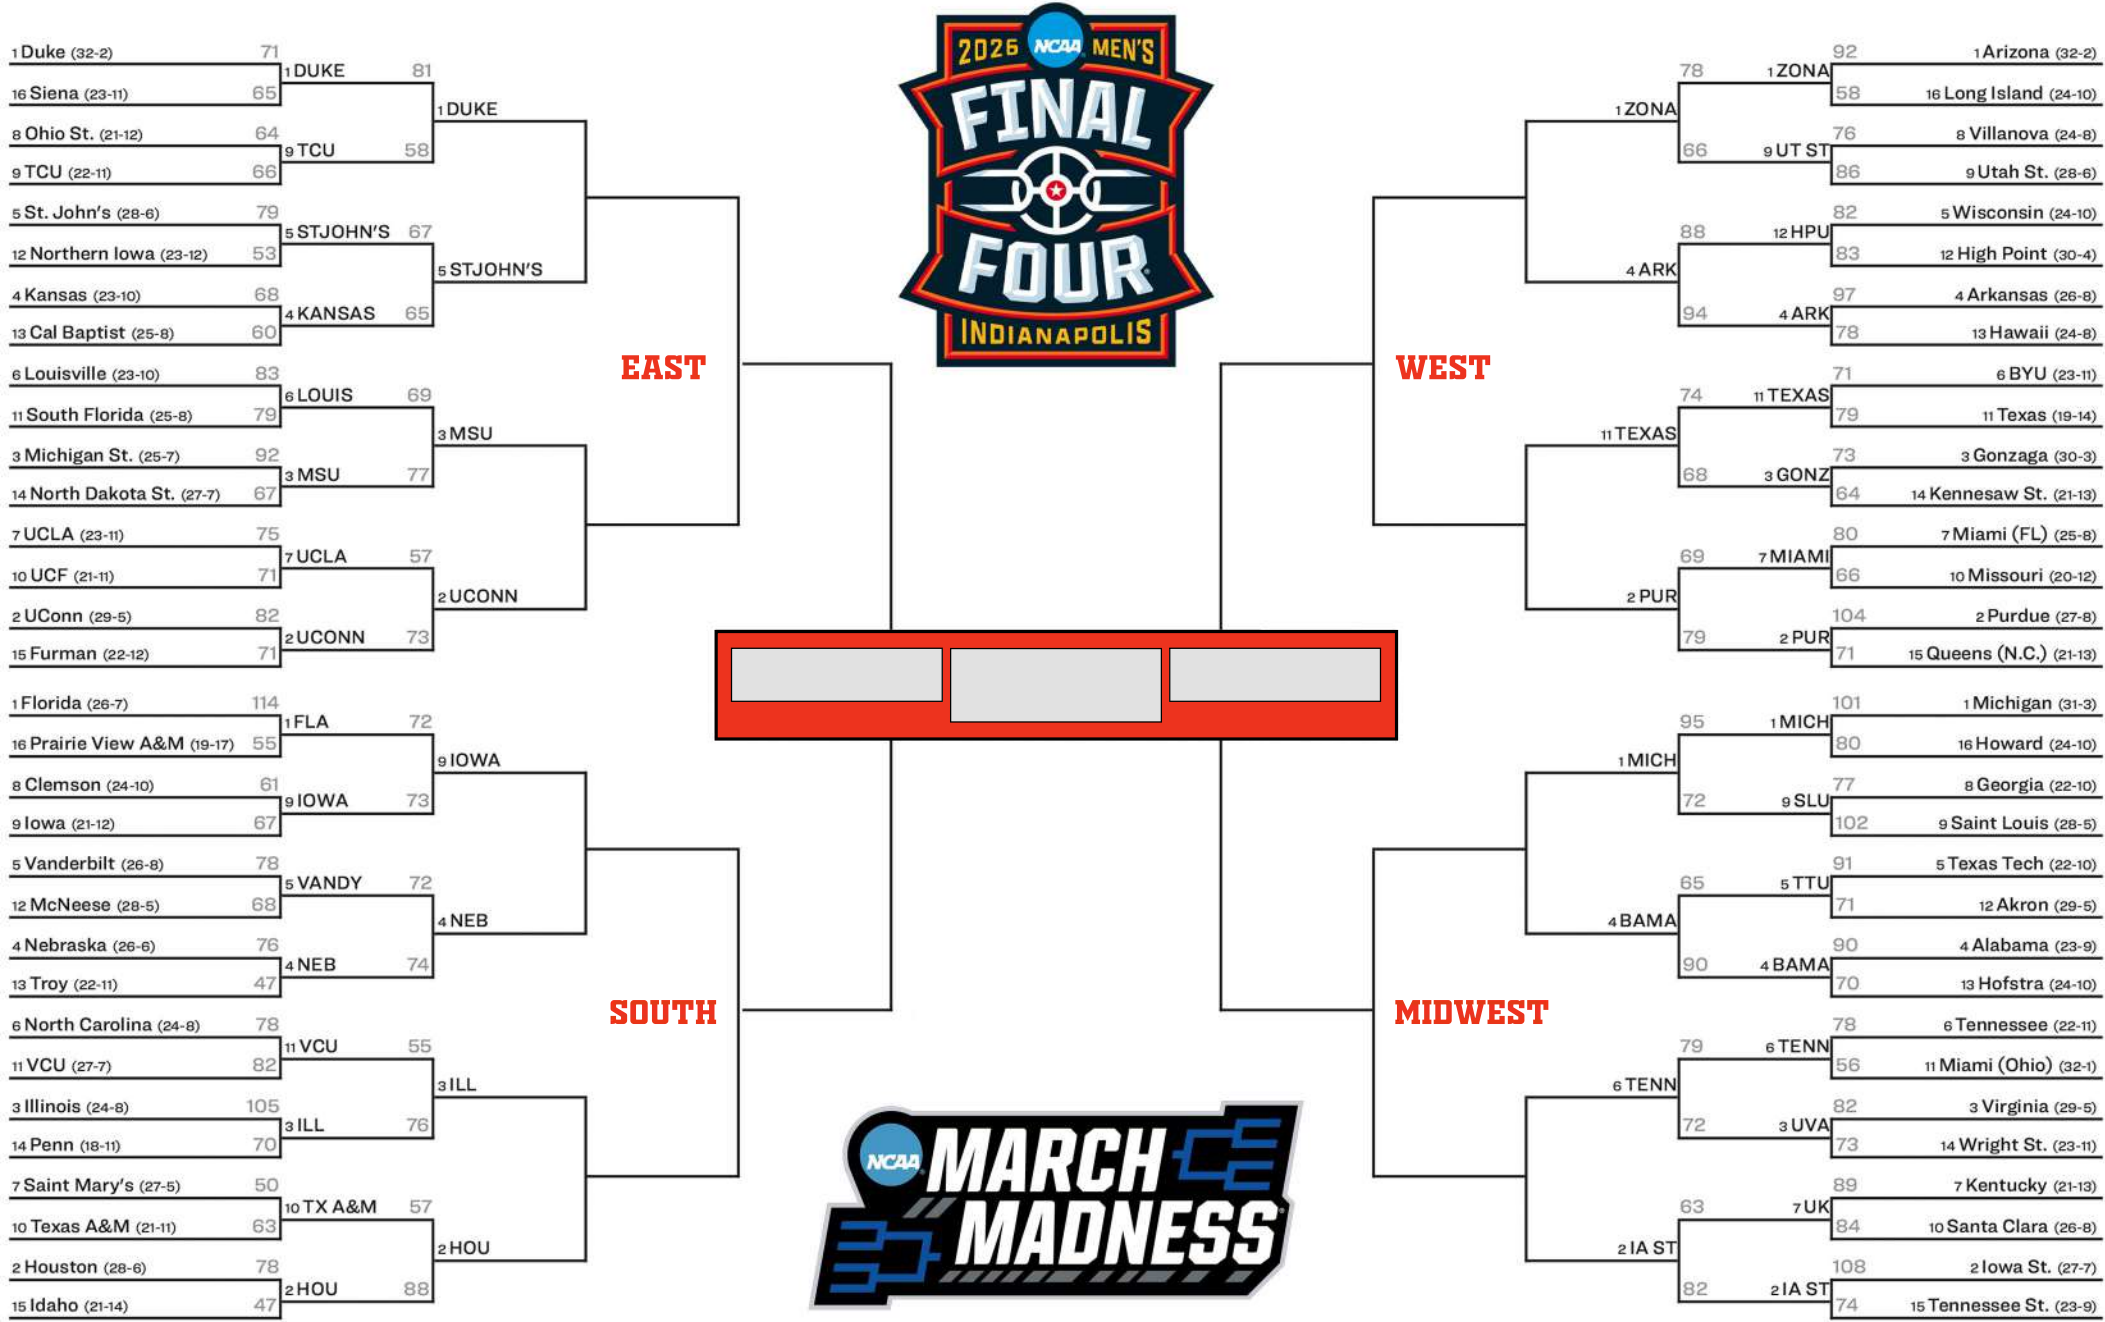 2026 NCAA MEN'S
FINAL
FOUR
INDIANAPOLIS
EAST
1 Duke (32-2) 71
16 Siena (23-11) 65
8 Ohio St. (21-12) 64
9 TCU (22-11) 66
5 St. John's (28-6) 79
12 Northern Iowa (23-12) 53
4 Kansas (23-10) 68
13 Cal Baptist (25-8) 60
6 Louisville (23-10) 83
11 South Florida (25-8) 79
3 Michigan St. (25-7) 92
14 North Dakota St. (27-7) 67
7 UCLA (23-11) 75
10 UCF (21-11) 71
2 UConn (29-5) 82
15 Furman (22-12) 71
1 DUKE 81
9 TCU 58
5 STJOHN'S 67
4 KANSAS 65
6 LOUIS 69
3 MSU 77
7 UCLA 57
2 UCONN 73
1 DUKE
5 STJOHN'S
3 MSU
2 UCONN
SOUTH
1 Florida (26-7) 114
16 Prairie View A&M (19-17) 55
8 Clemson (24-10) 61
9 Iowa (21-12) 67
5 Vanderbilt (26-8) 78
12 McNeese (28-5) 68
4 Nebraska (26-6) 76
13 Troy (22-11) 47
6 North Carolina (24-8) 78
11 VCU (27-7) 82
3 Illinois (24-8) 105
14 Penn (18-11) 70
7 Saint Mary's (27-5) 50
10 Texas A&M (21-11) 63
2 Houston (28-6) 78
15 Idaho (21-14) 47
1 FLA 72
9 IOWA 73
5 VANDY 72
4 NEB 74
11 VCU 55
3 ILL 76
10 TX A&M 57
2 HOU 88
9 IOWA
4 NEB
3 ILL
2 HOU
WEST
92 1 Arizona (32-2)
58 16 Long Island (24-10)
76 8 Villanova (24-8)
86 9 Utah St. (28-6)
82 5 Wisconsin (24-10)
83 12 High Point (30-4)
97 4 Arkansas (26-8)
78 13 Hawaii (24-8)
71 6 BYU (23-11)
79 11 Texas (19-14)
73 3 Gonzaga (30-3)
64 14 Kennesaw St. (21-13)
80 7 Miami (FL) (25-8)
66 10 Missouri (20-12)
104 2 Purdue (27-8)
71 15 Queens (N.C.) (21-13)
78 1 ZONA
66 9 UT ST
88 12 HPU
94 4 ARK
74 11 TEXAS
68 3 GONZ
69 7 MIAMI
79 2 PUR
1 ZONA
4 ARK
11 TEXAS
2 PUR
MIDWEST
101 1 Michigan (31-3)
80 16 Howard (24-10)
77 8 Georgia (22-10)
102 9 Saint Louis (28-5)
91 5 Texas Tech (22-10)
71 12 Akron (29-5)
90 4 Alabama (23-9)
70 13 Hofstra (24-10)
78 6 Tennessee (22-11)
56 11 Miami (Ohio) (32-1)
82 3 Virginia (29-5)
73 14 Wright St. (23-11)
89 7 Kentucky (21-13)
84 10 Santa Clara (26-8)
108 2 Iowa St. (27-7)
74 15 Tennessee St. (23-9)
95 1 MICH
72 9 SLU
65 5 TTU
90 4 BAMA
79 6 TENN
72 3 UVA
63 7 UK
82 2 IA ST
1 MICH
4 BAMA
6 TENN
2 IA ST
NCAA
MARCH
MADNESS